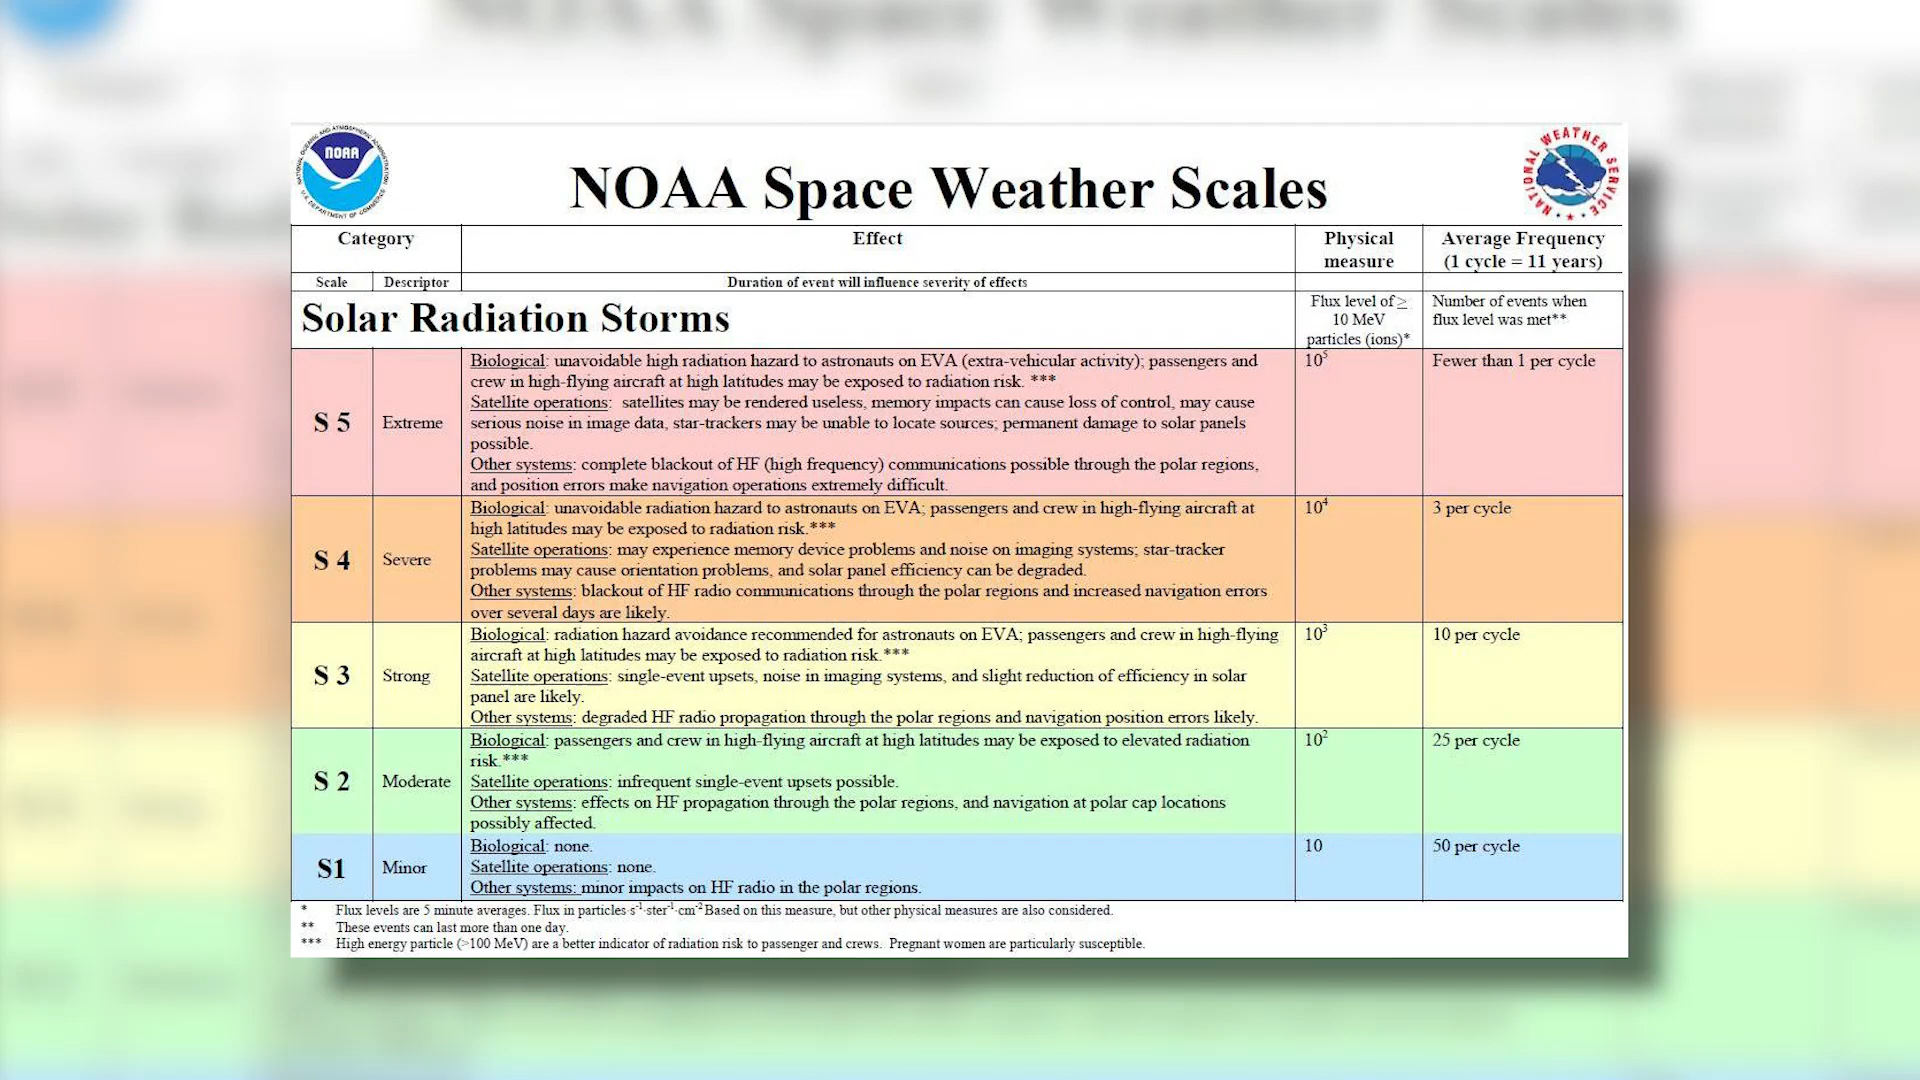 NOAA
NATIONAL OCEANIC AND ATMOSPHERIC ADMINISTRATION
U.S. DEPARTMENT OF COMMERCE
NOAA Space Weather Scales
NATIONAL WEATHER SERVICE
Category
Effect
Physical
measure
Average Frequency
(1 cycle = 11 years)
Scale
Descriptor
Duration of event will influence severity of effects
Solar Radiation Storms
Flux level of ≥
10 MeV
particles (ions)*
Number of events when
flux level was met**
S 5
Extreme
Biological: unavoidable high radiation hazard to astronauts on EVA (extra-vehicular activity); passengers and
crew in high-flying aircraft at high latitudes may be exposed to radiation risk. ***
Satellite operations: satellites may be rendered useless, memory impacts can cause loss of control, may cause
serious noise in image data, star-trackers may be unable to locate sources; permanent damage to solar panels
possible.
Other systems: complete blackout of HF (high frequency) communications possible through the polar regions,
and position errors make navigation operations extremely difficult.
10⁵
Fewer than 1 per cycle
S 4
Severe
Biological: unavoidable radiation hazard to astronauts on EVA; passengers and crew in high-flying aircraft at
high latitudes may be exposed to radiation risk.***
Satellite operations: may experience memory device problems and noise on imaging systems; star-tracker
problems may cause orientation problems, and solar panel efficiency can be degraded.
Other systems: blackout of HF radio communications through the polar regions and increased navigation errors
over several days are likely.
10⁴
3 per cycle
S 3
Strong
Biological: radiation hazard avoidance recommended for astronauts on EVA; passengers and crew in high-flying
aircraft at high latitudes may be exposed to radiation risk.***
Satellite operations: single-event upsets, noise in imaging systems, and slight reduction of efficiency in solar
panel are likely.
Other systems: degraded HF radio propagation through the polar regions and navigation position errors likely.
10³
10 per cycle
S 2
Moderate
Biological: passengers and crew in high-flying aircraft at high latitudes may be exposed to elevated radiation
risk.***
Satellite operations: infrequent single-event upsets possible.
Other systems: effects on HF propagation through the polar regions, and navigation at polar cap locations
possibly affected.
10²
25 per cycle
S1
Minor
Biological: none.
Satellite operations: none.
Other systems: minor impacts on HF radio in the polar regions.
10
50 per cycle
* Flux levels are 5 minute averages. Flux in particles·s⁻¹·ster⁻¹·cm⁻² Based on this measure, but other physical measures are also considered.
** These events can last more than one day.
*** High energy particle (>100 MeV) are a better indicator of radiation risk to passenger and crews. Pregnant women are particularly susceptible.